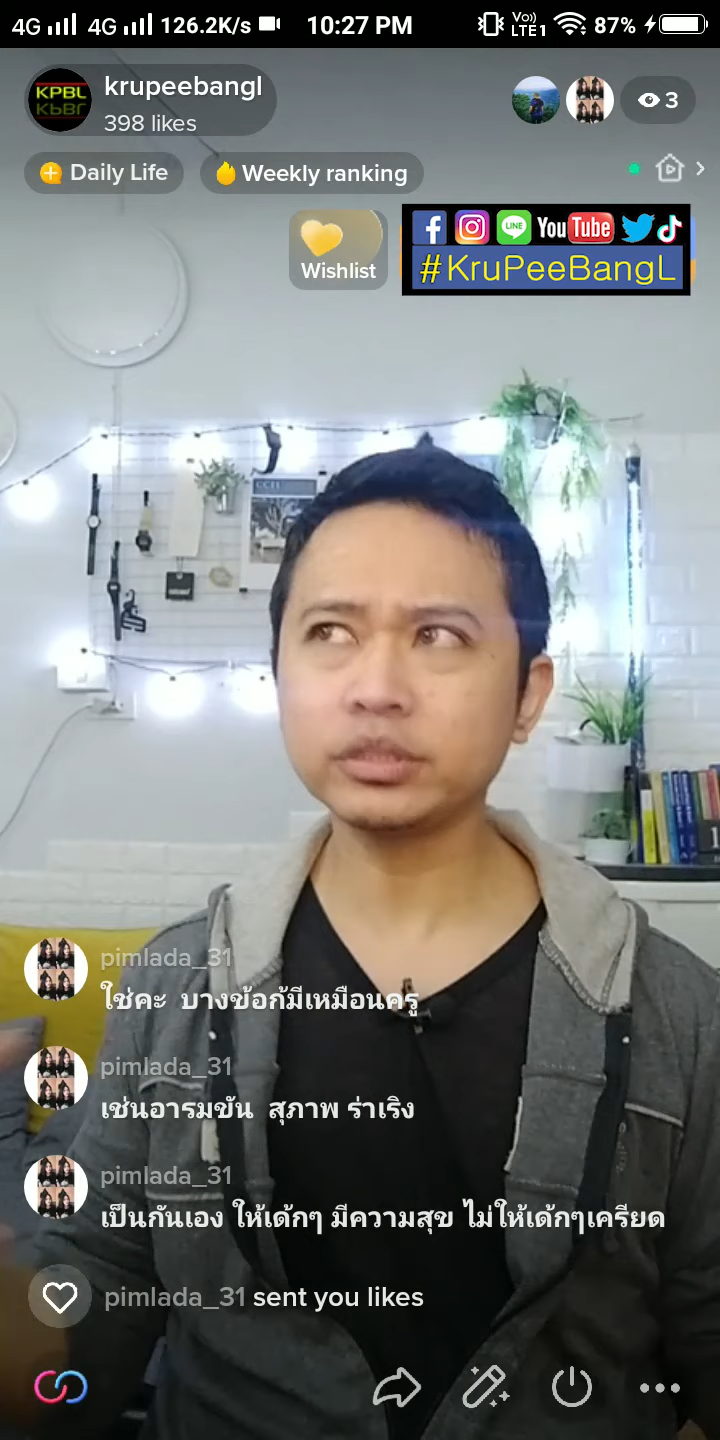 4G 4G 126.2K/s 10:27 PM Vo)) LTE1 87%
KPBL
krupeebangl
398 likes
3
Daily Life
Weekly ranking
Wishlist
f LINE YouTube
#KruPeeBangL
pimlada_31
ใช่คะ บางข้อก้มีเหมือนครู
pimlada_31
เช่นอารมขัน สุภาพ ร่าเริง
pimlada_31
เป็นกันเอง ให้เด้กๆ มีความสุข ไม่ให้เด้กๆเครียด
pimlada_31 sent you likes